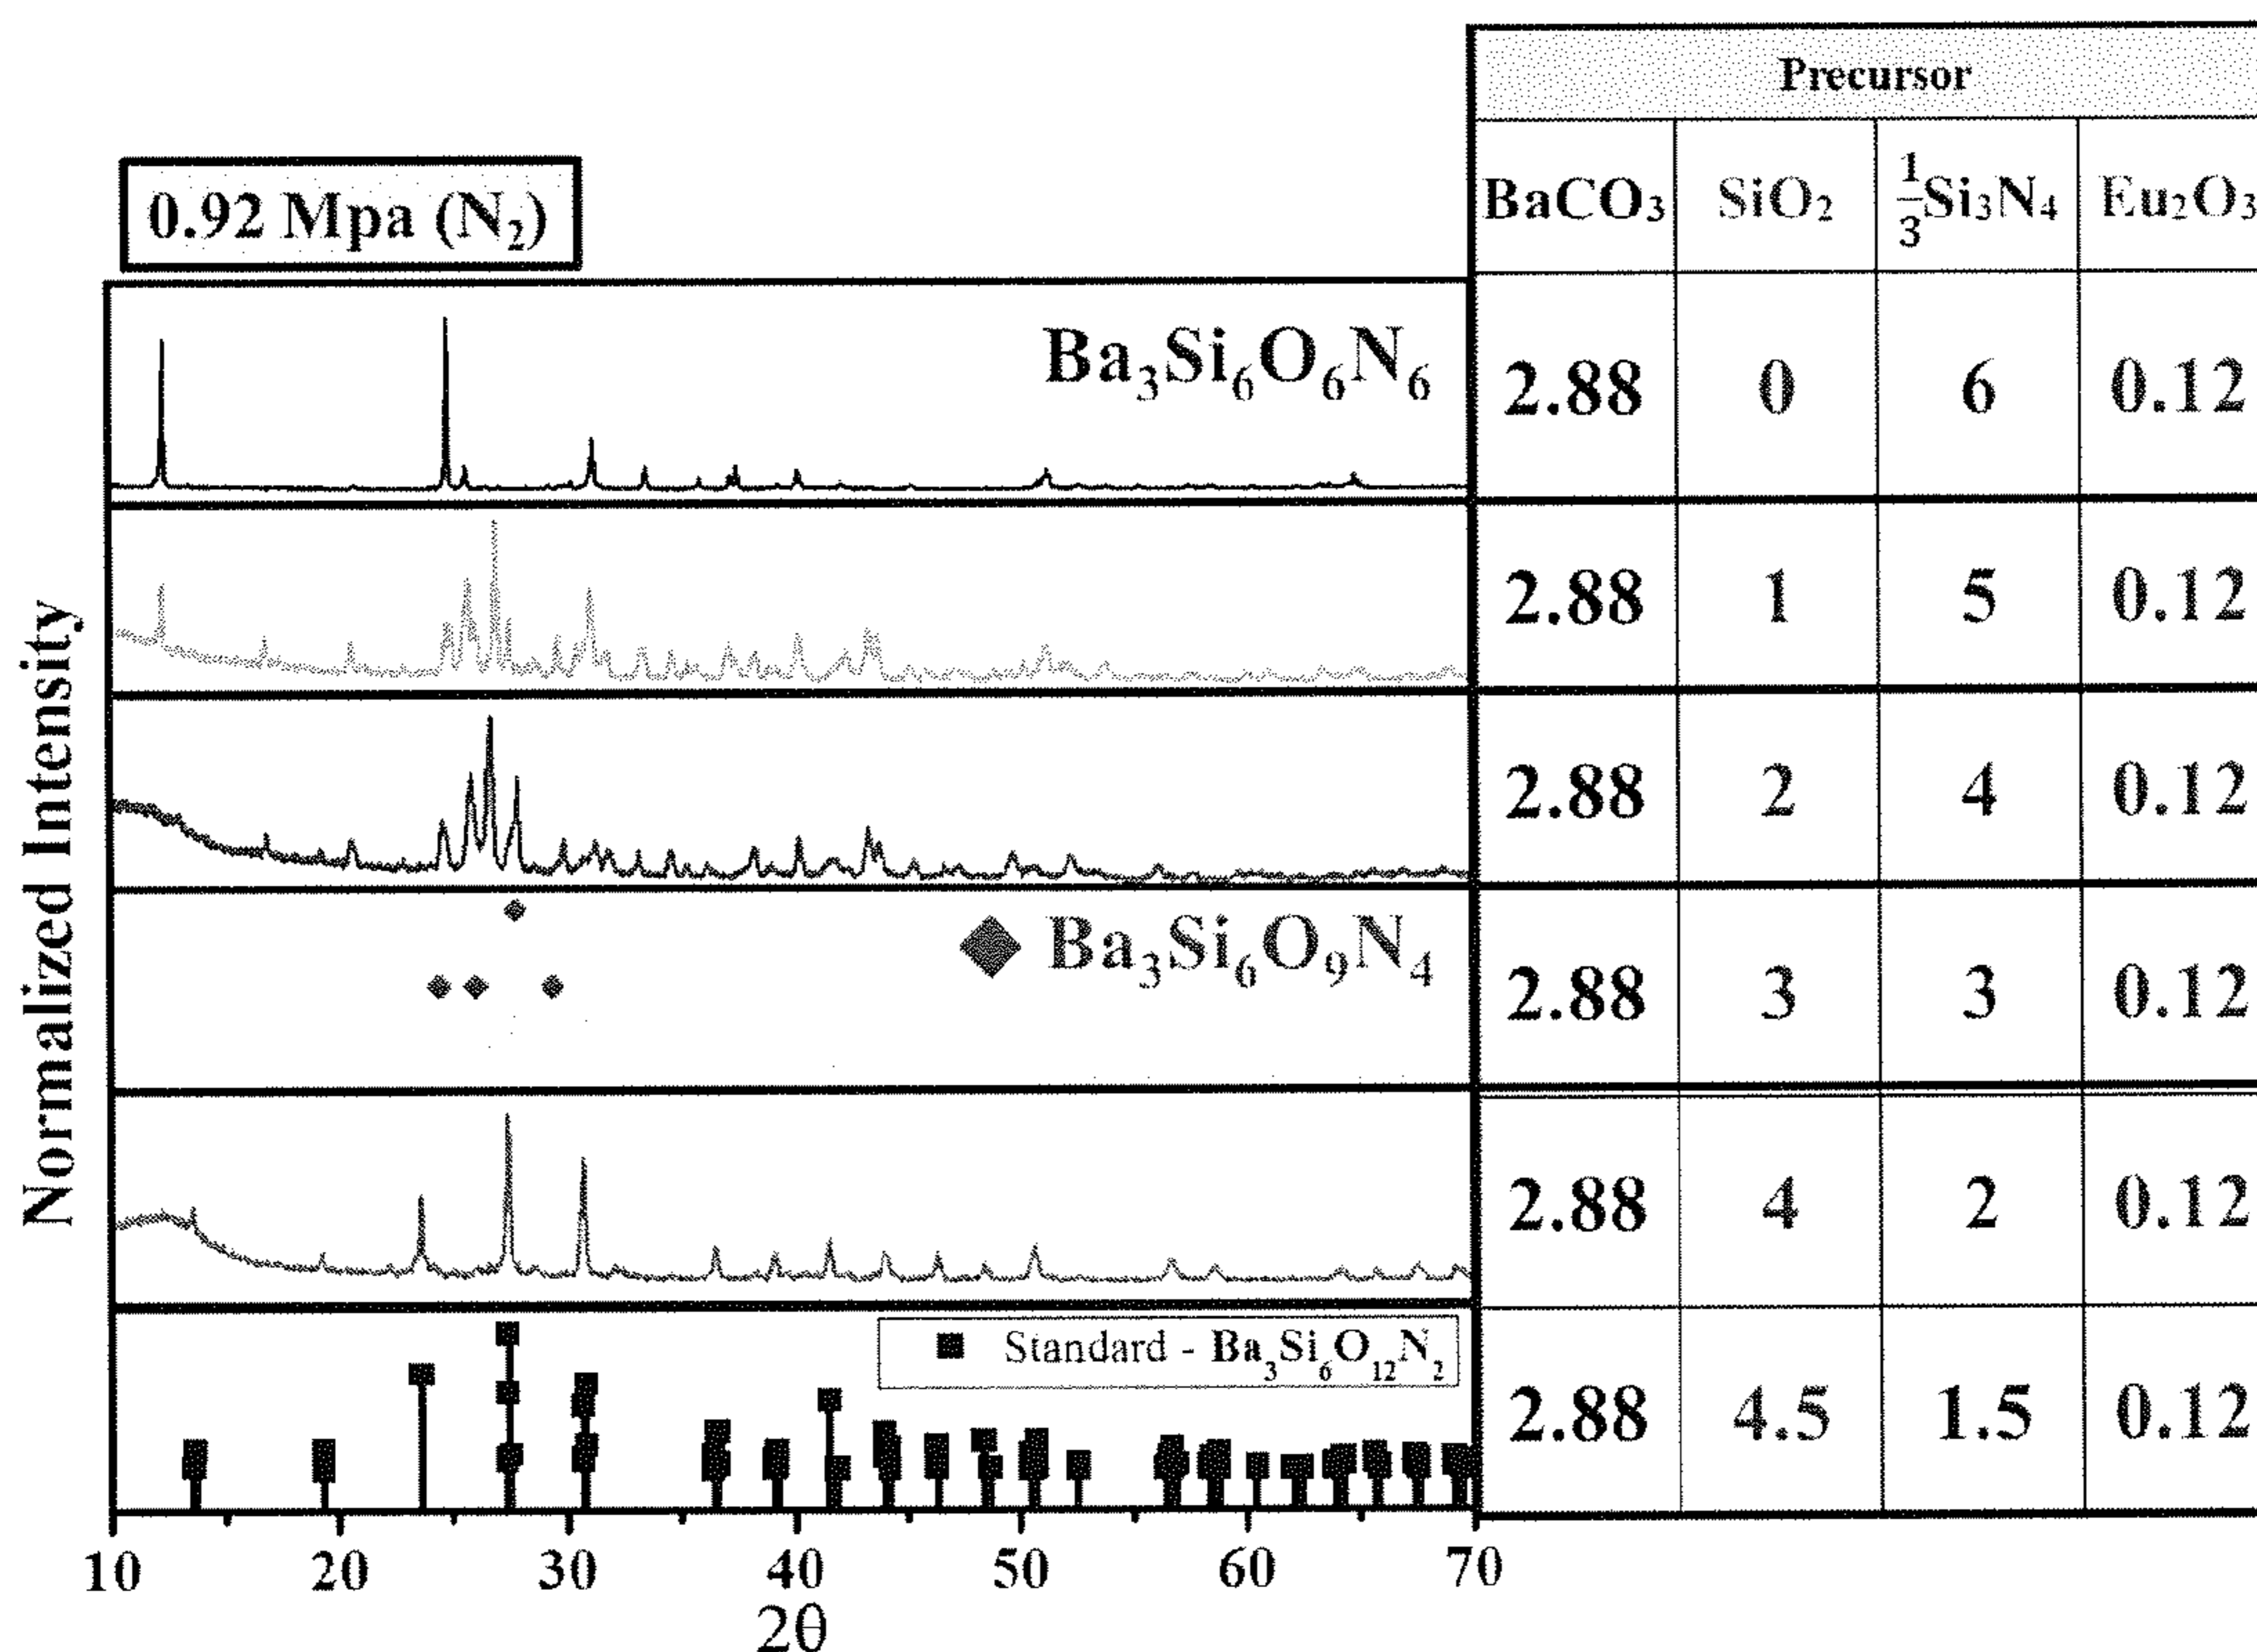 Precursor
BaCO₃ SiO₂ ⅓Si₃N₄ Eu₂O₃
0.92 Mpa (N₂)
Ba₃Si₆O₆N₆ 2.88 0 6 0.12
2.88 1 5 0.12
2.88 2 4 0.12
Ba₃Si₆O₉N₄ 2.88 3 3 0.12
2.88 4 2 0.12
Standard - Ba₃Si₆O₁₂N₂ 2.88 4.5 1.5 0.12
Normalized Intensity
10 20 30 40 50 60 70
2θ